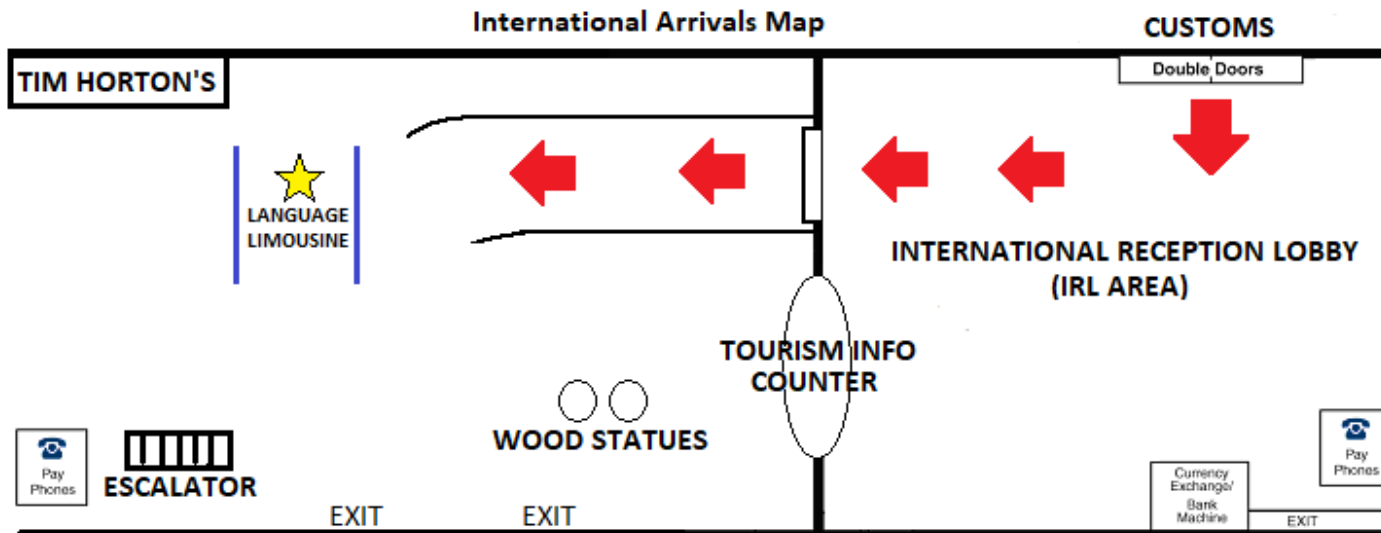 International Arrivals Map
CUSTOMS
Double Doors
TIM HORTON'S
LANGUAGE
LIMOUSINE
INTERNATIONAL RECEPTION LOBBY
(IRL AREA)
TOURISM INFO
COUNTER
WOOD STATUES
Pay
Phones
ESCALATOR
Pay
Phones
Currency
Exchange/
Bank
Machine
EXIT
EXIT
EXIT